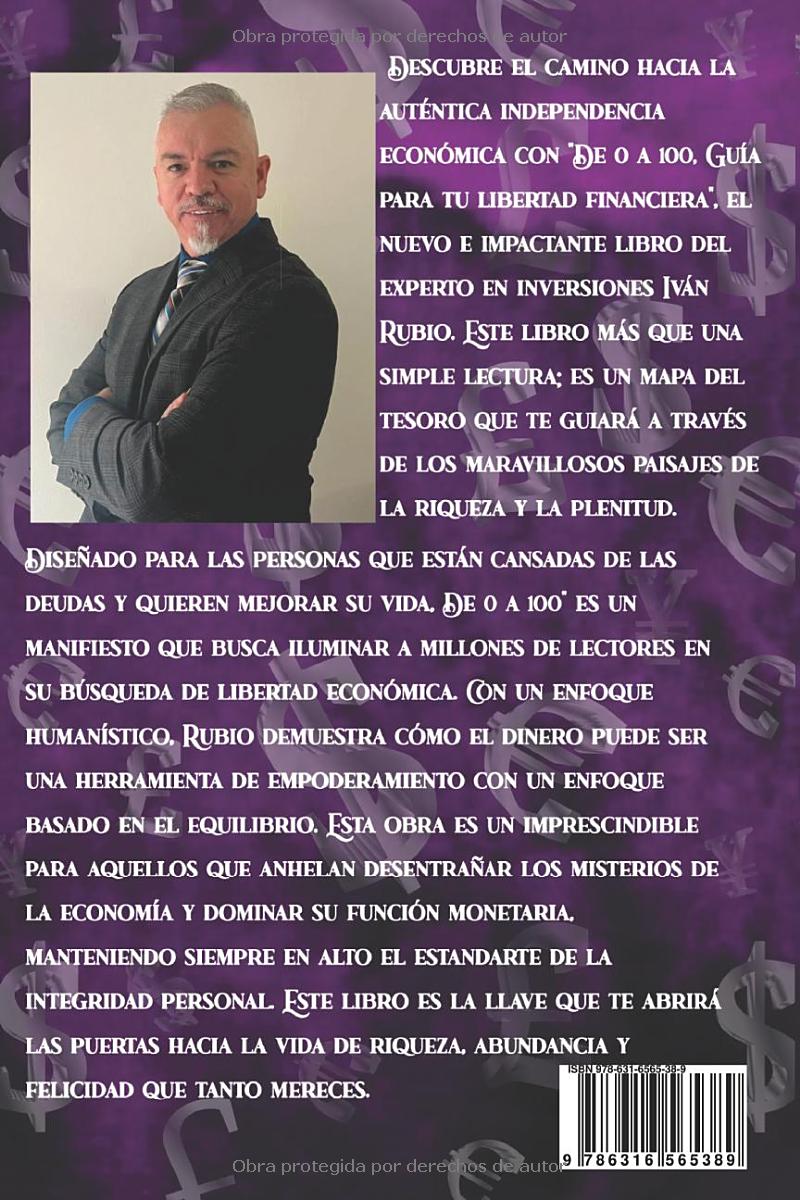 Obra protegida por derechos de autor
Descubre el camino hacia la
auténtica independencia
económica con "De 0 a 100, Guía
para tu libertad financiera", el
nuevo e impactante libro del
experto en inversiones Iván
Rubio. Este libro más que una
simple lectura; es un mapa del
tesoro que te guiará a través
de los maravillosos paisajes de
la riqueza y la plenitud.
Diseñado para las personas que están cansadas de las
deudas y quieren mejorar su vida, De 0 a 100" es un
manifiesto que busca iluminar a millones de lectores en
su búsqueda de libertad económica. Con un enfoque
humanístico, Rubio demuestra cómo el dinero puede ser
una herramienta de empoderamiento con un enfoque
basado en el equilibrio. Esta obra es un imprescindible
para aquellos que anhelan desentrañar los misterios de
la economía y dominar su función monetaria,
manteniendo siempre en alto el estandarte de la
integridad personal. Este libro es la llave que te abrirá
las puertas hacia la vida de riqueza, abundancia y
felicidad que tanto mereces.
ISBN 978-631-6565-38-9
9 786316 565389
Obra protegida por derechos de autor